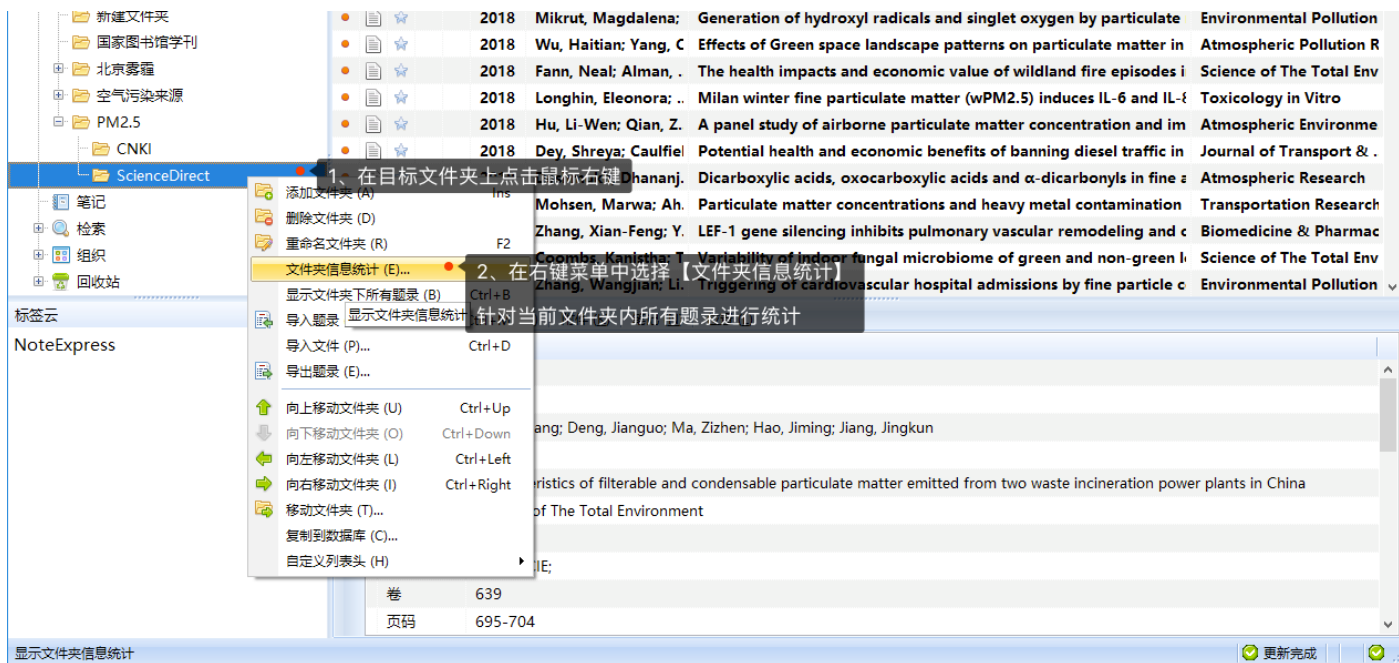 新建文件夹
国家图书馆学刊
北京雾霾
空气污染来源
PM2.5
CNKI
ScienceDirect
笔记
检索
组织
回收站
标签云
NoteExpress
2018 Mikrut, Magdalena; Generation of hydroxyl radicals and singlet oxygen by particulate Environmental Pollution
2018 Wu, Haitian; Yang, C Effects of Green space landscape patterns on particulate matter in Atmospheric Pollution R
2018 Fann, Neal; Alman, . The health impacts and economic value of wildland fire episodes i Science of The Total Env
2018 Longhin, Eleonora; .. Milan winter fine particulate matter (wPM2.5) induces IL-6 and IL-8 Toxicology in Vitro
2018 Hu, Li-Wen; Qian, Z. A panel study of airborne particulate matter concentration and im Atmospheric Environme
2018 Dey, Shreya; Caulfiel Potential health and economic benefits of banning diesel traffic in Journal of Transport & .
Dhananj. Dicarboxylic acids, oxocarboxylic acids and α-dicarbonyls in fine a Atmospheric Research
Mohsen, Marwa; Ah. Particulate matter concentrations and heavy metal contamination Transportation Research
Zhang, Xian-Feng; Y. LEF-1 gene silencing inhibits pulmonary vascular remodeling and c Biomedicine & Pharmac
Coombs, Kanistha; T Variability of indoor fungal microbiome of green and non-green l Science of The Total Env
Zhang, Wangjian; Li. Triggering of cardiovascular hospital admissions by fine particle c Environmental Pollution
1、在目标文件夹上点击鼠标右键
添加文件夹 (A) Ins
删除文件夹 (D)
重命名文件夹 (R) F2
文件夹信息统计 (E)...
2、在右键菜单中选择【文件夹信息统计】
针对当前文件夹内所有题录进行统计
显示文件夹下所有题录 (B) Ctrl+B
导入题录
显示文件夹信息统计
导入文件 (P)... Ctrl+D
导出题录 (E)...
向上移动文件夹 (U) Ctrl+Up
向下移动文件夹 (O) Ctrl+Down
向左移动文件夹 (L) Ctrl+Left
向右移动文件夹 (I) Ctrl+Right
移动文件夹 (T)...
复制到数据库 (C)...
自定义列表头 (H)
ang; Deng, Jianguo; Ma, Zizhen; Hao, Jiming; Jiang, Jingkun
eristics of filterable and condensable particulate matter emitted from two waste incineration power plants in China
of The Total Environment
IE;
卷 639
页码 695-704
显示文件夹信息统计
更新完成